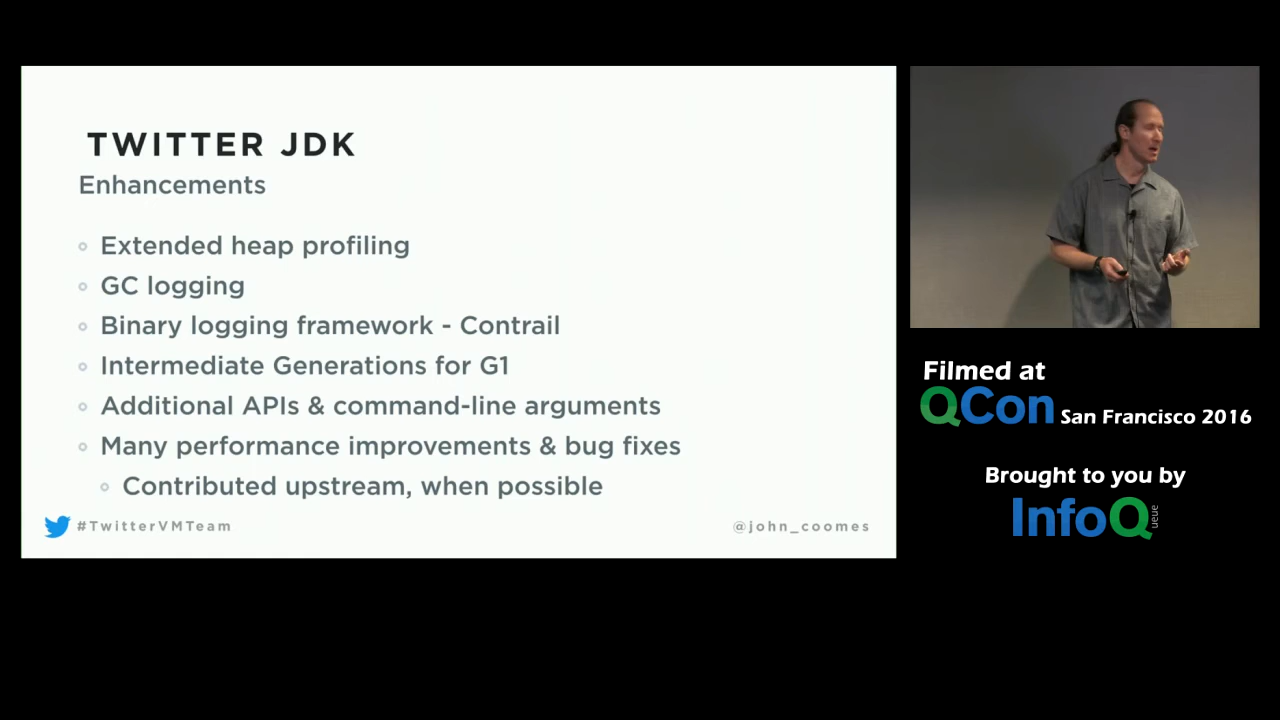 TWITTER JDK
Enhancements
Extended heap profiling
GC logging
Binary logging framework - Contrail
Intermediate Generations for G1
Additional APIs & command-line arguments
Many performance improvements & bug fixes
Contributed upstream, when possible
#TwitterVMTeam
@john_coomes
Filmed at
QCon San Francisco 2016
Brought to you by
InfoQ
ueue